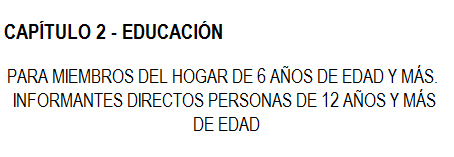 CAPÍTULO 2 - EDUCACIÓN
PARA MIEMBROS DEL HOGAR DE 6 AÑOS DE EDAD Y MÁS.
INFORMANTES DIRECTOS PERSONAS DE 12 AÑOS Y MÁS
DE EDAD